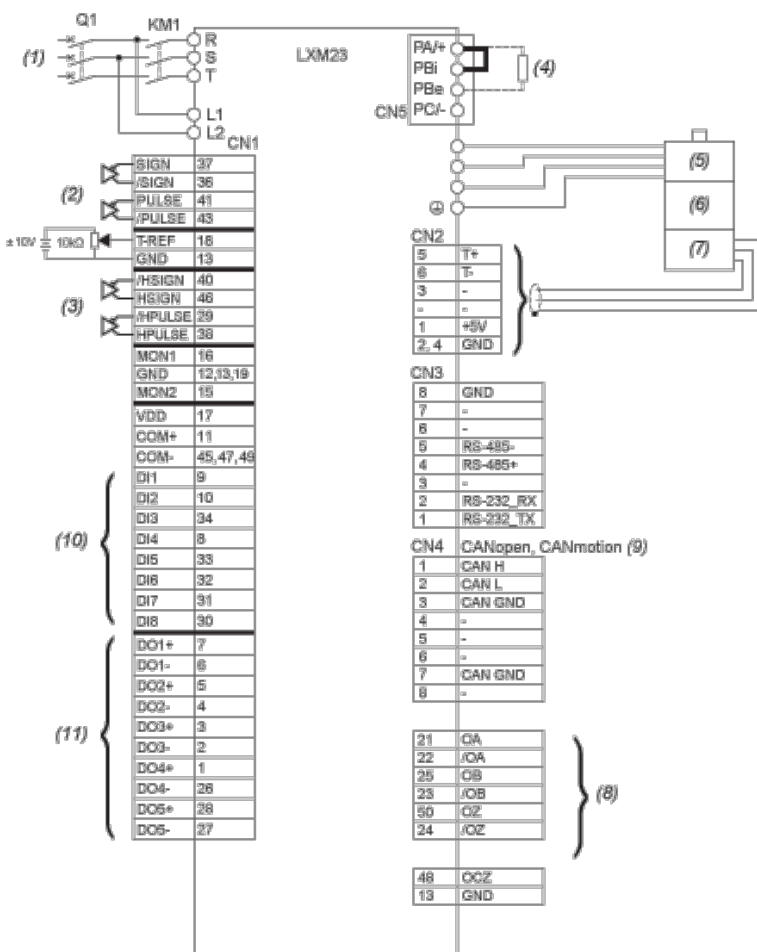 Q1
KM1
(1)
R
S
T
L1
L2
LXM23
PA/+
PBi
PBe
PC/-
CN5
(4)
(5)
(6)
(7)
CN1
SIGN 37
/SIGN 36
PULSE 41
/PULSE 43
(2)
T-REF 18
GND 13
±10V
10kΩ
/HSIGN 40
HSIGN 46
/HPULSE 29
HPULSE 38
(3)
MON1 16
GND 12,13,19
MON2 15
VDD 17
COM+ 11
COM- 45,47,49
DI1 9
DI2 10
DI3 34
DI4 8
DI5 33
DI6 32
DI7 31
DI8 30
(10)
DO1+ 7
DO1- 6
DO2+ 5
DO2- 4
DO3+ 3
DO3- 2
DO4+ 1
DO4- 26
DO5+ 28
DO5- 27
(11)
CN2
5 T+
6 T-
3 -
- -
1 +5V
2, 4 GND
CN3
8 GND
7 -
6 -
5 RS-485-
4 RS-485+
3 -
2 RS-232_RX
1 RS-232_TX
CN4 CANopen, CANmotion (9)
1 CAN H
2 CAN L
3 CAN GND
4 -
5 -
6 -
7 CAN GND
8 -
21 OA
22 /OA
25 OB
23 /OB
50 OZ
24 /OZ
(8)
48 OCZ
13 GND